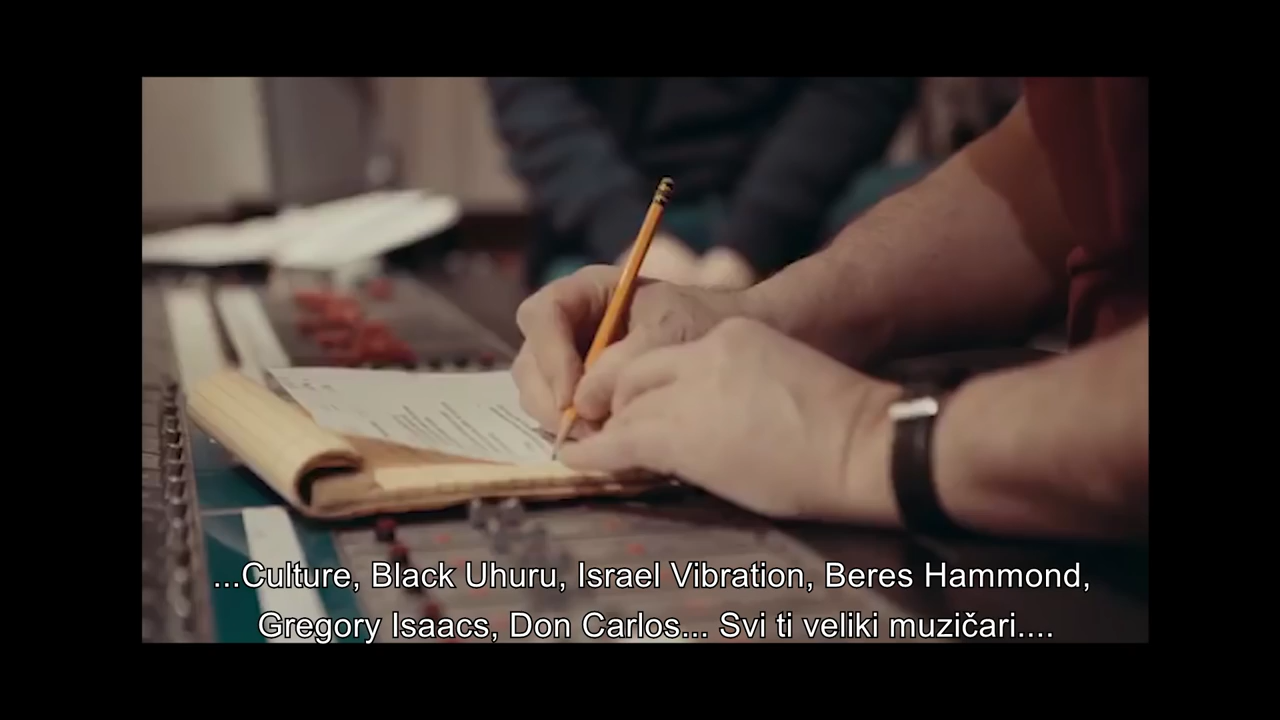 ...Culture, Black Uhuru, Israel Vibration, Beres Hammond,
Gregory Isaacs, Don Carlos... Svi ti veliki muzičari....